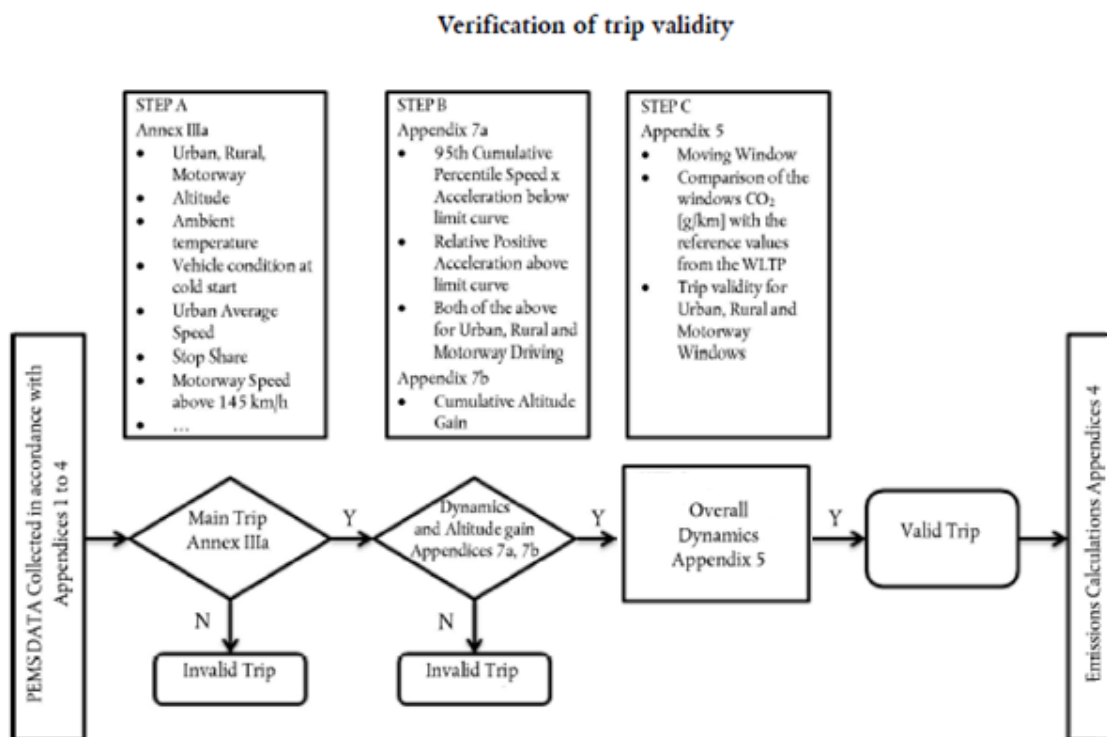 Verification of trip validity
STEP A
Annex IIIa
• Urban, Rural,
Motorway
• Altitude
• Ambient
temperature
• Vehicle condition at
cold start
• Urban Average
Speed
• Stop Share
• Motorway Speed
above 145 km/h
• ...
STEP B
Appendix 7a
• 95th Cumulative
Percentile Speed x
Acceleration below
limit curve
• Relative Positive
Acceleration above
limit curve
• Both of the above
for Urban, Rural and
Motorway Driving
Appendix 7b
• Cumulative Altitude
Gain
STEP C
Appendix 5
• Moving Window
• Comparison of the
windows CO₂
[g/km] with the
reference values
from the WLTP
• Trip validity for
Urban, Rural and
Motorway
Windows
PEMS DATA Collected in accordance with
Appendices 1 to 4
Main Trip
Annex IIIa
Y
N
Invalid Trip
Dynamics
and Altitude gain
Appendices 7a, 7b
Y
N
Invalid Trip
Overall
Dynamics
Appendix 5
Y
Valid Trip
Emissions Calculations Appendices 4